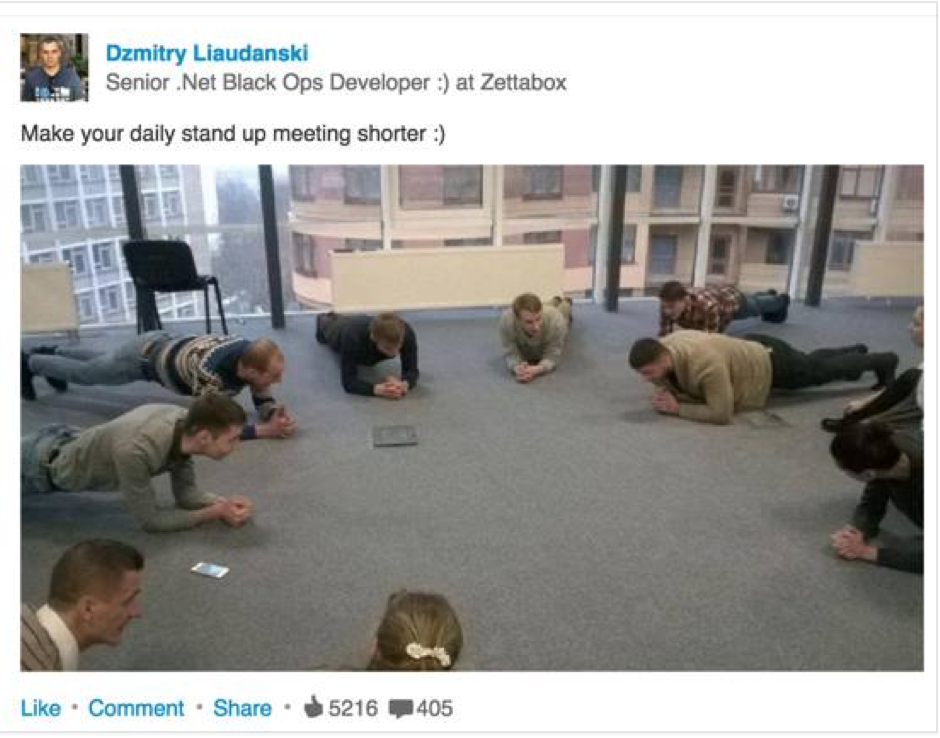 Dzmitry Liaudanski
Senior .Net Black Ops Developer :) at Zettabox
Make your daily stand up meeting shorter :)
Like • Comment • Share • 5216 405